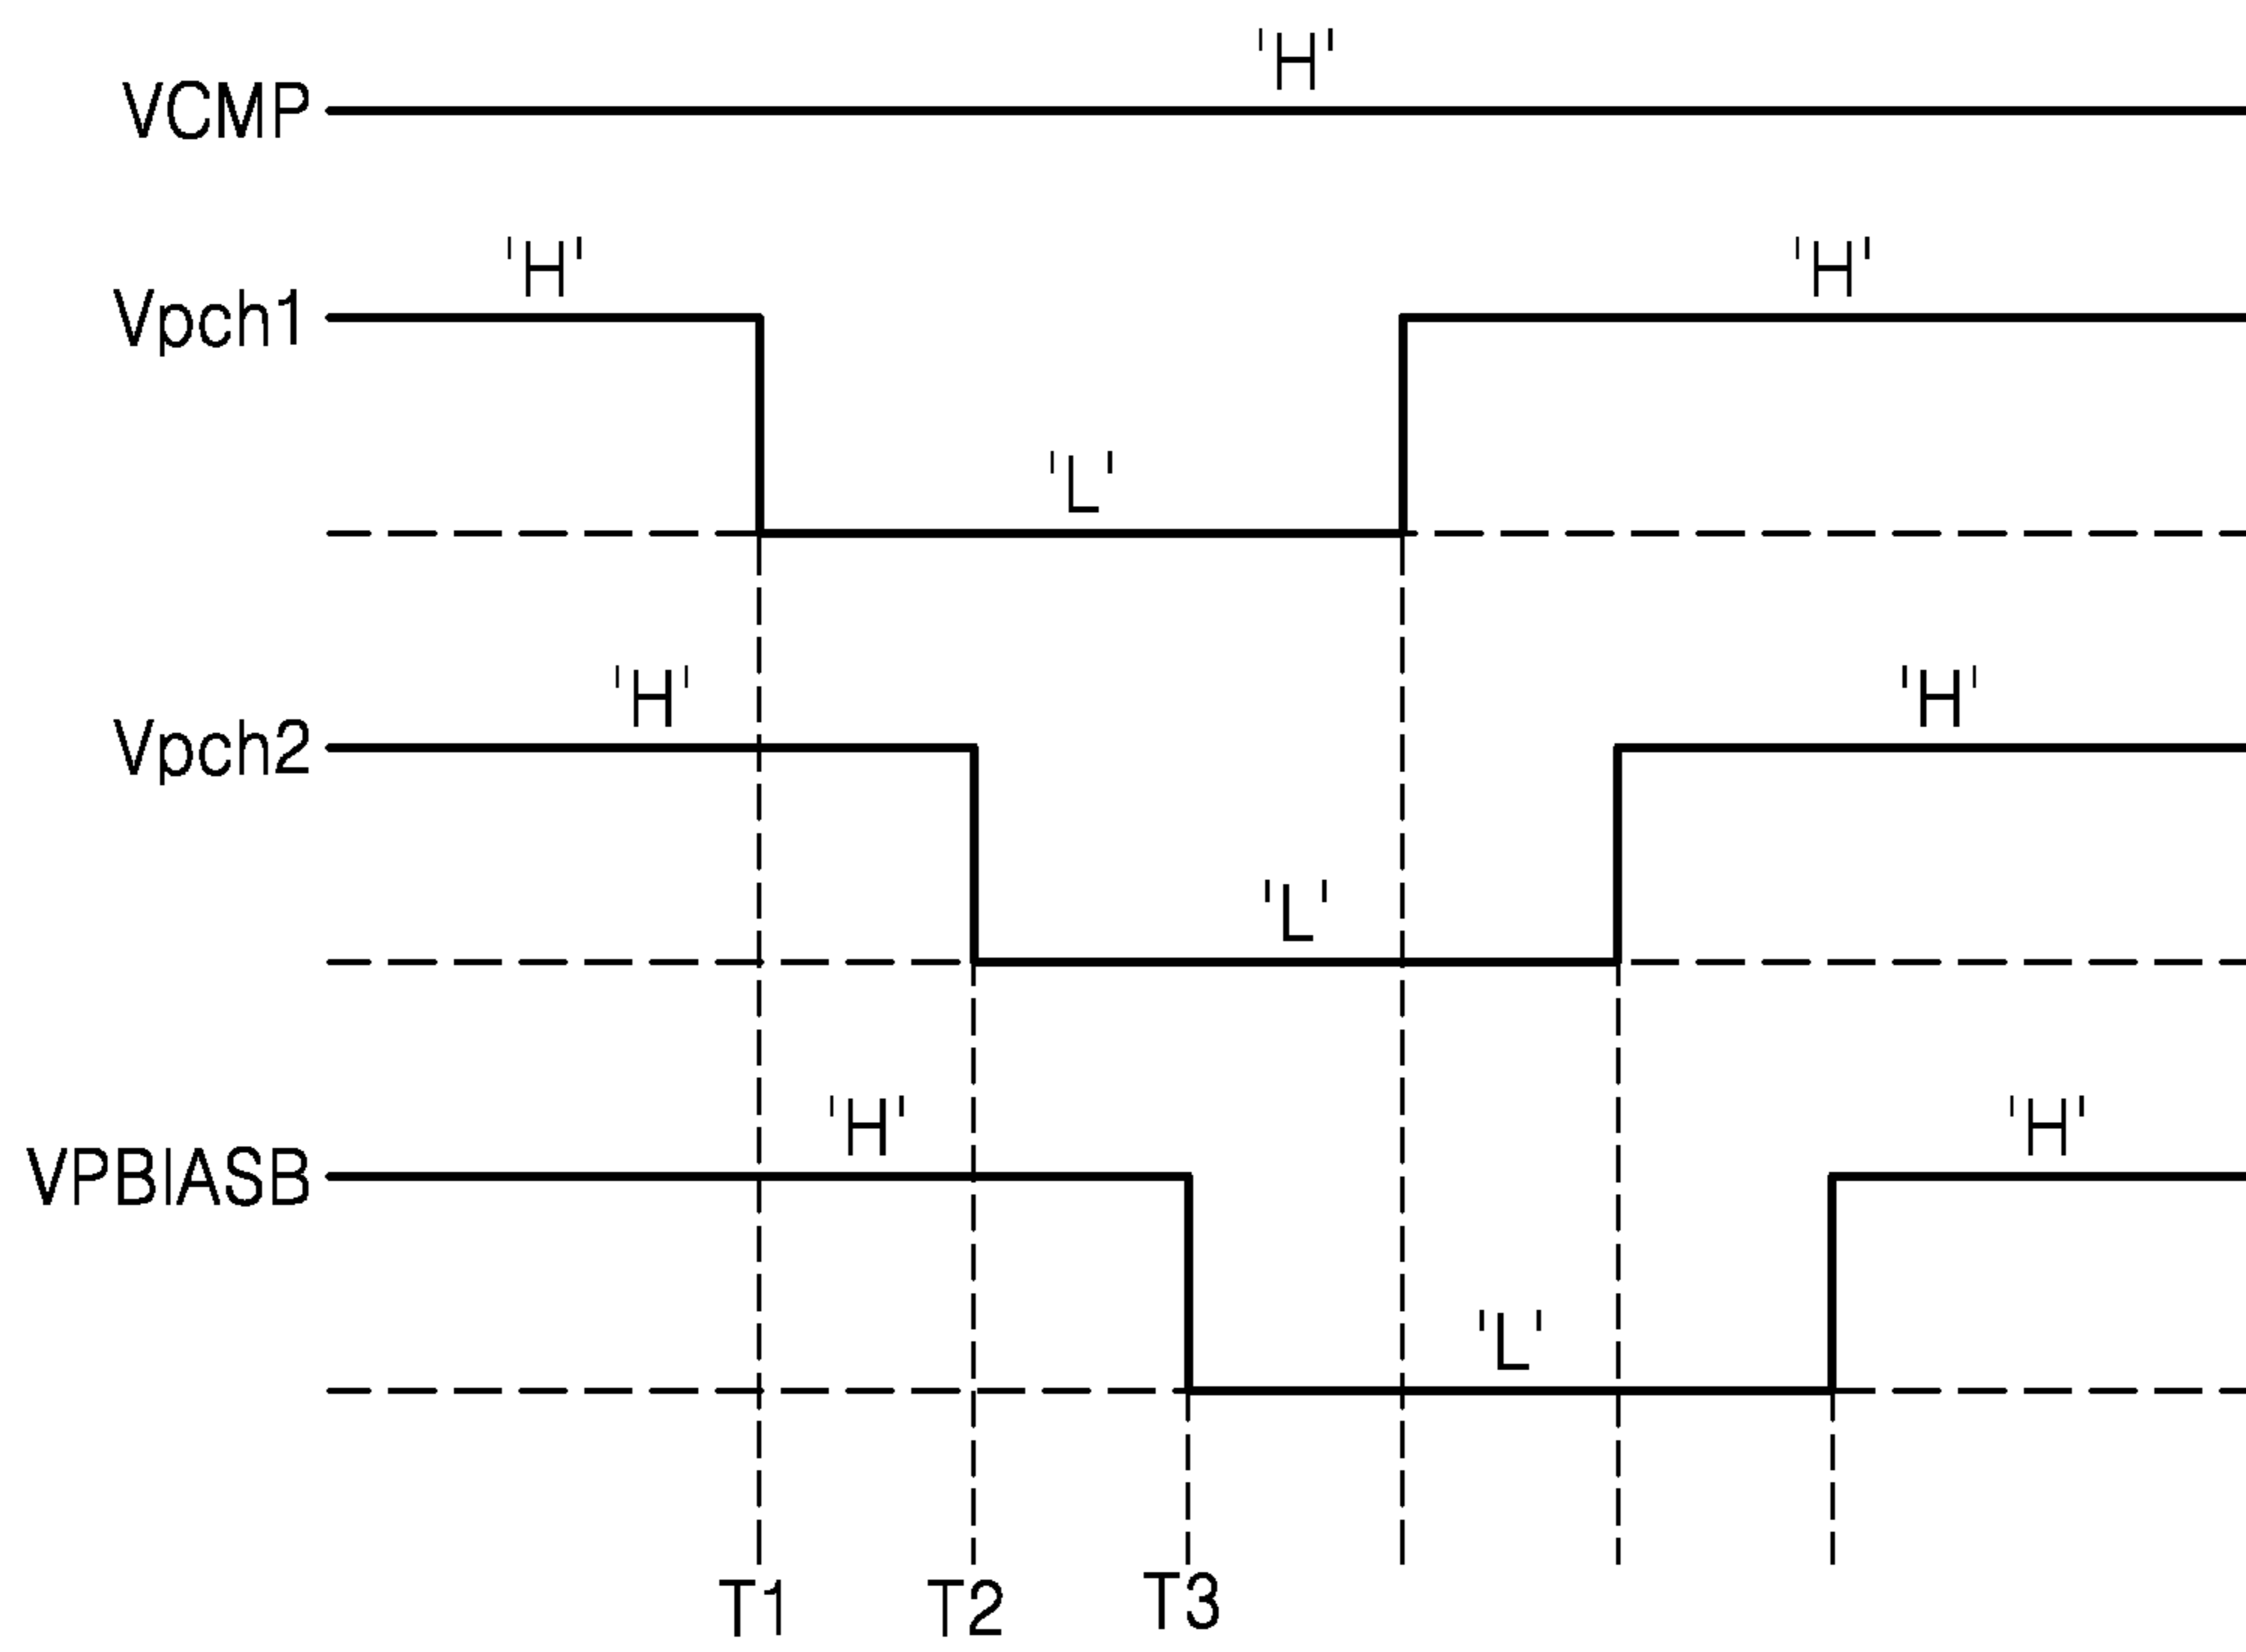 'H'
VCMP
'H' 'H'
Vpch1
'L'
'H' 'H'
Vpch2
'L'
'H' 'H'
VPBIASB
'L'
T1 T2 T3